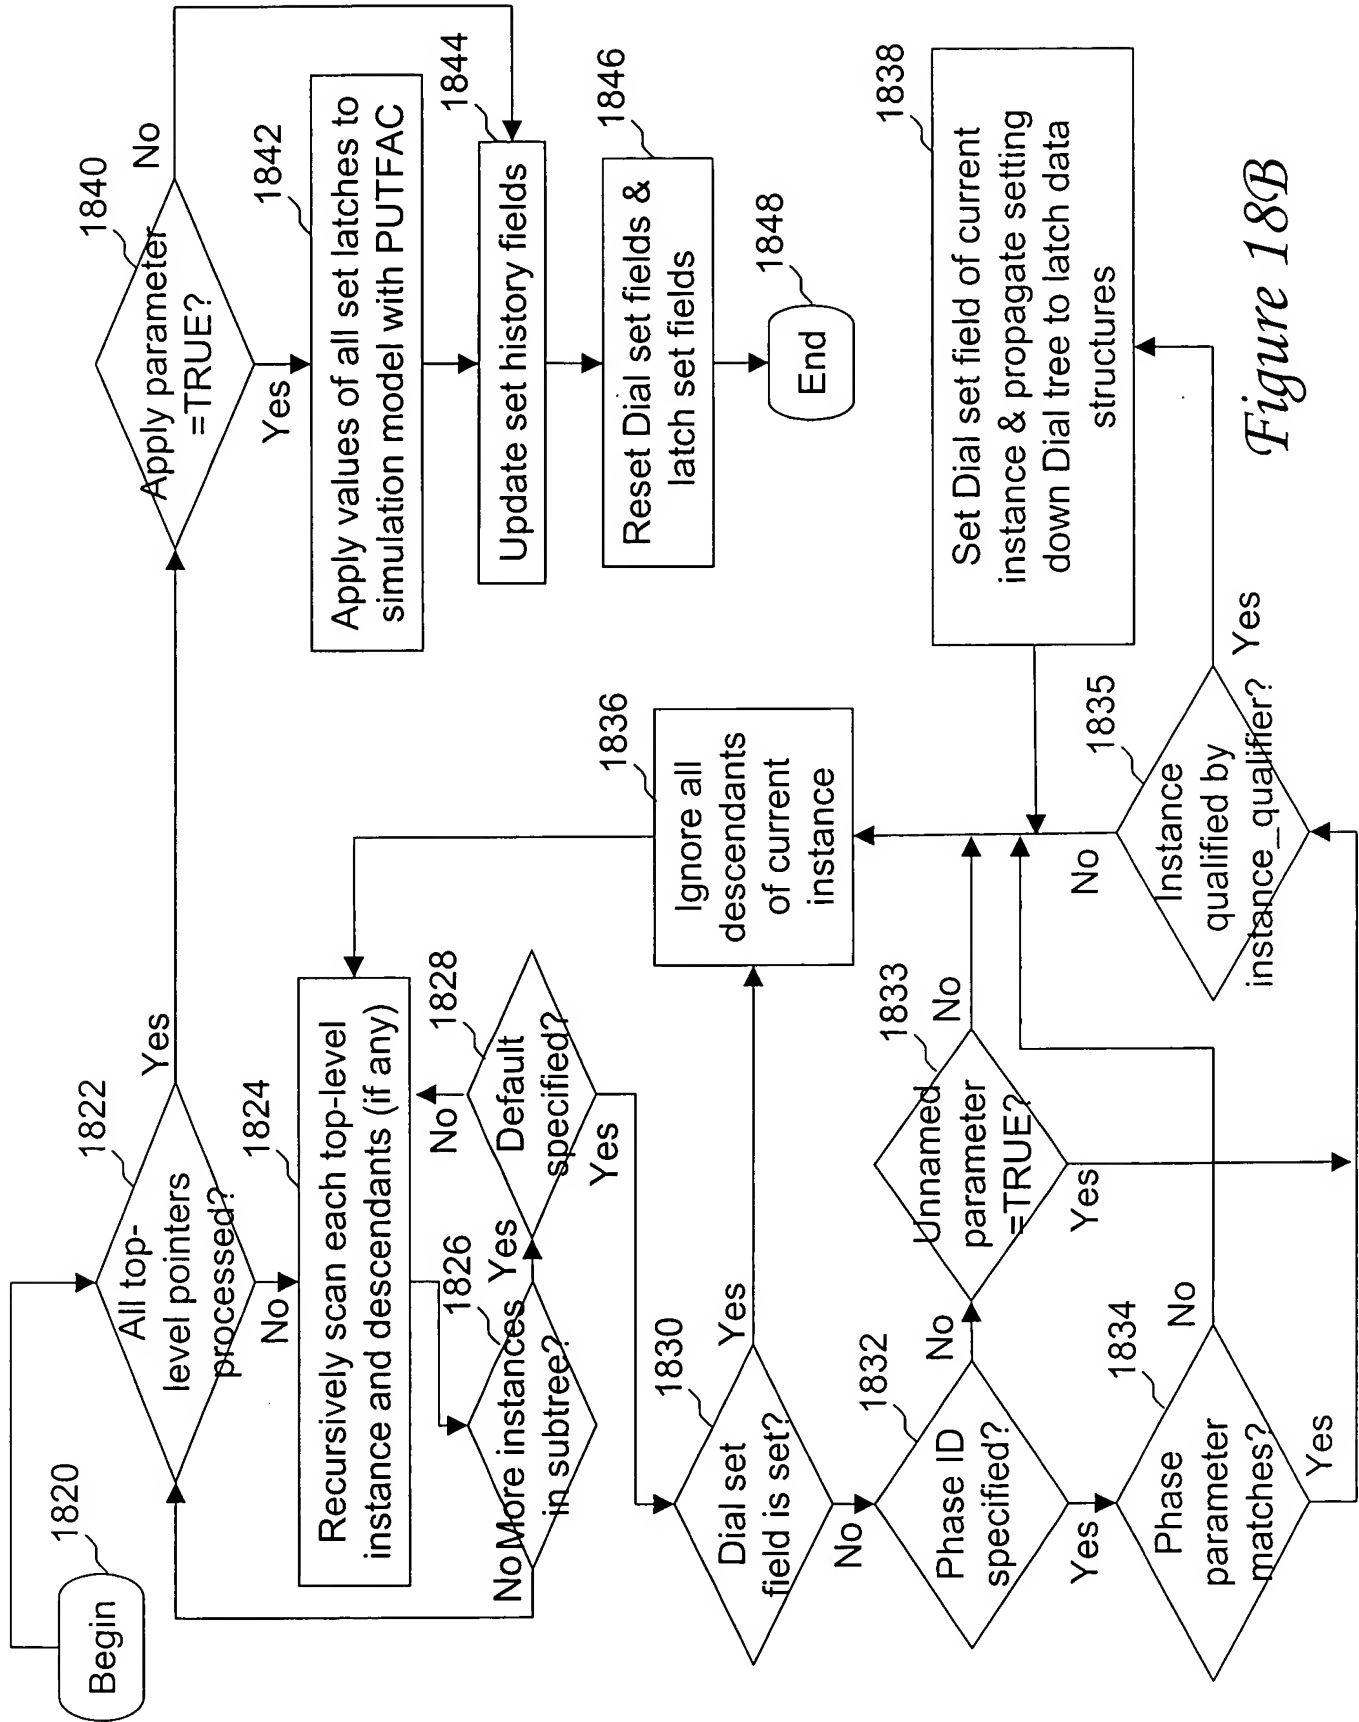 Begin
1820
All top-
level pointers
processed?
1822
Yes
No
Recursively scan each top-level
instance and descendants (if any)
1824
More instances
in subtree?
1826
No
Yes
Default
specified?
1828
No
Yes
Dial set
field is set?
1830
Yes
No
Phase ID
specified?
1832
No
Yes
Unnamed
parameter
=TRUE?
1833
No
Yes
Phase
parameter
matches?
1834
No
Yes
Instance
qualified by
instance_qualifier?
1835
No
Yes
Ignore all
descendants
of current
instance
1836
Set Dial set field of current
instance & propagate setting
down Dial tree to latch data
structures
1838
Apply parameter
=TRUE?
1840
No
Yes
Apply values of all set latches to
simulation model with PUTFAC
1842
Update set history fields
1844
Reset Dial set fields &
latch set fields
1846
End
1848
Figure 18B